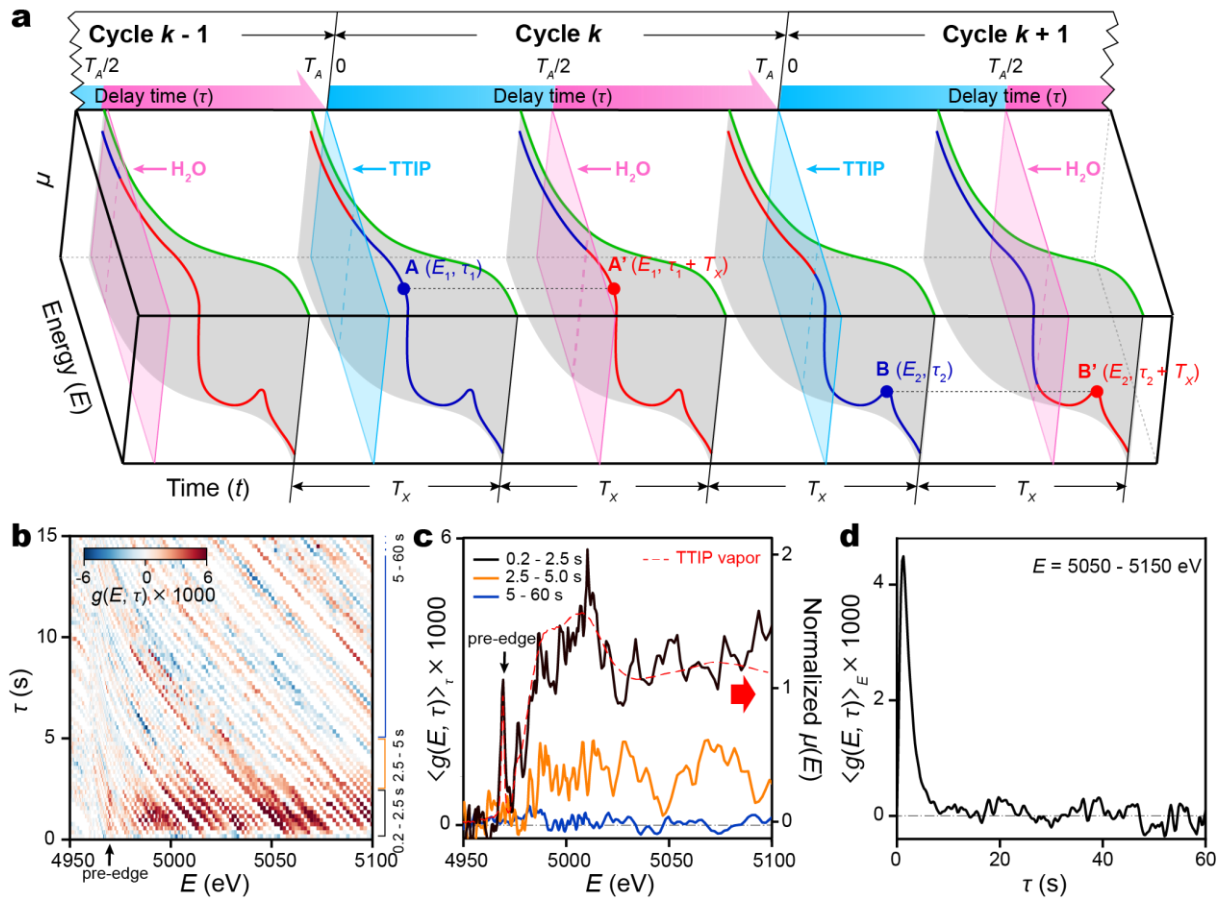 a
Cycle k - 1
Cycle k
Cycle k + 1
T_A/2
T_A
0
T_A/2
T_A
0
T_A/2
Delay time (τ)
Delay time (τ)
Delay time (τ)
μ
H₂O
TTIP
H₂O
TTIP
H₂O
A (E₁, τ₁)
A' (E₁, τ₁ + T_X)
Energy (E)
B (E₂, τ₂)
B' (E₂, τ₂ + T_X)
Time (t)
T_X
T_X
T_X
T_X
b
15
10
5
0
τ (s)
-6
0
6
g(E, τ) × 1000
5 - 60 s
2.5 - 5 s
0.2 - 2.5 s
4950
5000
5050
5100
pre-edge
E (eV)
c
6
0
⟨g(E, τ)⟩_τ × 1000
0.2 - 2.5 s
2.5 - 5.0 s
5 - 60 s
TTIP vapor
pre-edge
2
1
0
Normalized μ(E)
4950
5000
5050
5100
E (eV)
d
E = 5050 - 5150 eV
4
2
0
⟨g(E, τ)⟩_E × 1000
0
20
40
60
τ (s)